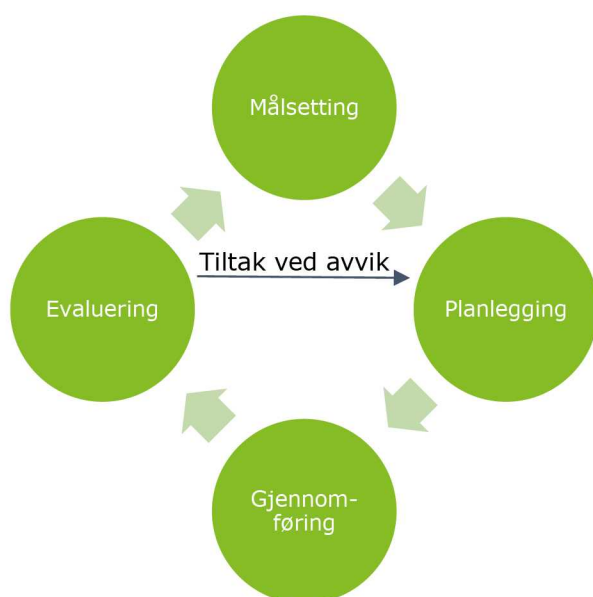 Målsetting
Tiltak ved avvik
Evaluering
Planlegging
Gjennom-
føring